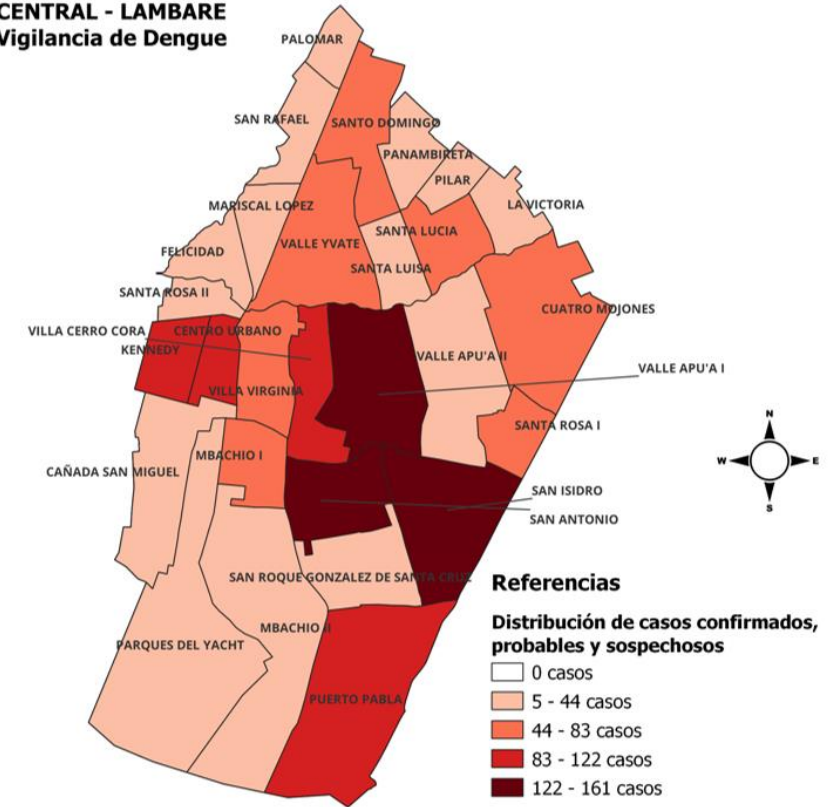 CENTRAL - LAMBARE
Vigilancia de Dengue
PALOMAR
SAN RAFAEL
SANTO DOMINGO
PANAMBIRETA
PILAR
MARISCAL LOPEZ
LA VICTORIA
SANTA LUCIA
VALLE YVATE
FELICIDAD
SANTA LUISA
SANTA ROSA II
CUATRO MOJONES
VILLA CERRO CORA
CENTRO URBANO
KENNEDY
VALLE APU'A II
VALLE APU'A I
VILLA VIRGINIA
SANTA ROSA I
MBACHIO I
CAÑADA SAN MIGUEL
SAN ISIDRO
SAN ANTONIO
SAN ROQUE GONZALEZ DE SANTA CRUZ
MBACHIO II
PARQUES DEL YACHT
PUERTO PABLA
N
W
E
S
Referencias
Distribución de casos confirmados,
probables y sospechosos
0 casos
5 - 44 casos
44 - 83 casos
83 - 122 casos
122 - 161 casos